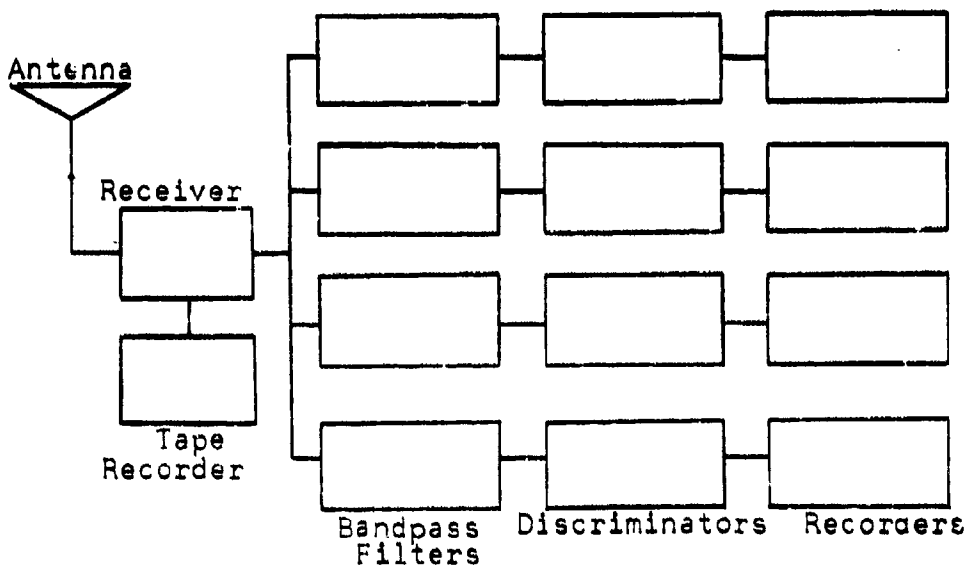 Antenna
Receiver
Tape
Recorder
Bandpass
Filters
Discriminators
Recorders